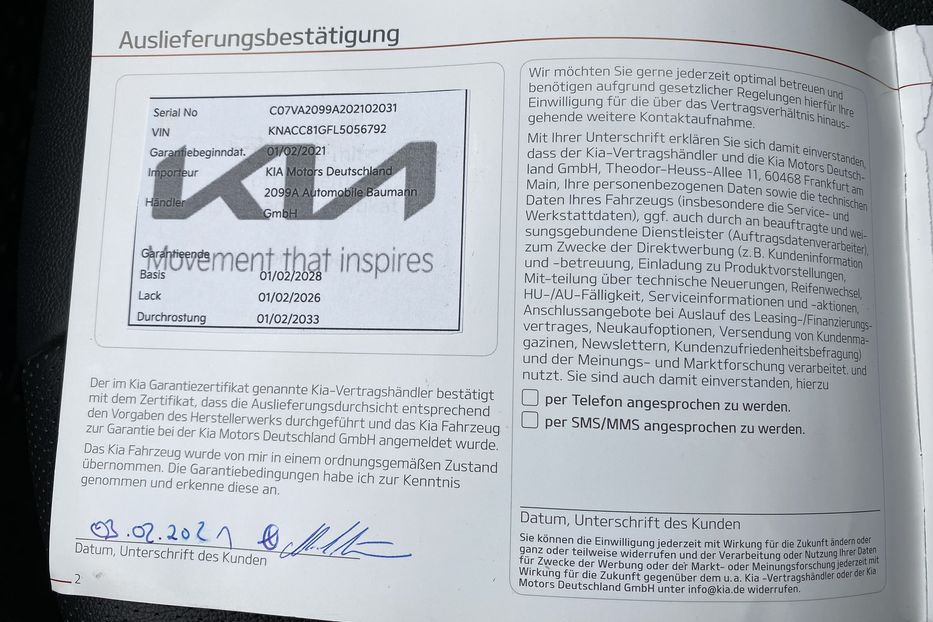 Auslieferungsbestätigung
Serial No C07VA2099A202102031
VIN KNACC81GFL5056792
Garantiebeginndat. 01/02/2021
Importeur KIA Motors Deutschland
Händler 2099A Automobile Baumann
GmbH
KIA
Garantieende
Movement that inspires
Basis 01/02/2028
Lack 01/02/2026
Durchrostung 01/02/2033
Der im Kia Garantiezertifikat genannte Kia-Vertragshändler bestätigt
mit dem Zertifikat, dass die Auslieferungsdurchsicht entsprechend
den Vorgaben des Herstellerwerks durchgeführt und das Kia Fahrzeug
zur Garantie bei der Kia Motors Deutschland GmbH angemeldet wurde.
Das Kia Fahrzeug wurde von mir in einem ordnungsgemäßen Zustand
übernommen. Die Garantiebedingungen habe ich zur Kenntnis
genommen und erkenne diese an.
03.02.2021
Datum, Unterschrift des Kunden
2
Wir möchten Sie gerne jederzeit optimal betreuen und
benötigen aufgrund gesetzlicher Regelungen hierfür Ihre
Einwilligung für die über das Vertragsverhältnis hinaus-
gehende weitere Kontaktaufnahme.
Mit Ihrer Unterschrift erklären Sie sich damit einverstanden,
dass der Kia-Vertragshändler und die Kia Motors Deutsch-
land GmbH, Theodor-Heuss-Allee 11, 60468 Frankfurt am
Main, Ihre personenbezogenen Daten sowie die technischen
Daten Ihres Fahrzeugs (insbesondere die Service- und
Werkstattdaten), ggf. auch durch an beauftragte und wei-
sungsgebundene Dienstleister (Auftragsdatenverarbeiter)
zum Zwecke der Direktwerbung (z.B. Kundeninformation
und -betreuung, Einladung zu Produktvorstellungen,
Mit-teilung über technische Neuerungen, Reifenwechsel,
HU-/AU-Fälligkeit, Serviceinformationen und -aktionen,
Anschlussangebote bei Auslauf des Leasing-/Finanzierungs-
vertrages, Neukaufoptionen, Versendung von Kundenma-
gazinen, Newslettern, Kundenzufriedenheitsbefragung)
und der Meinungs- und Marktforschung verarbeitet und
nutzt. Sie sind auch damit einverstanden, hierzu
per Telefon angesprochen zu werden.
per SMS/MMS angesprochen zu werden.
Datum, Unterschrift des Kunden
Sie können die Einwilligung jederzeit mit Wirkung für die Zukunft ändern oder
ganz oder teilweise widerrufen und der Verarbeitung oder Nutzung Ihrer Daten
für Zwecke der Werbung oder der Markt- oder Meinungsforschung jederzeit mit
Wirkung für die Zukunft gegenüber dem u.a. Kia -Vertragshändler oder der Kia
Motors Deutschland GmbH unter info@kia.de widerrufen.